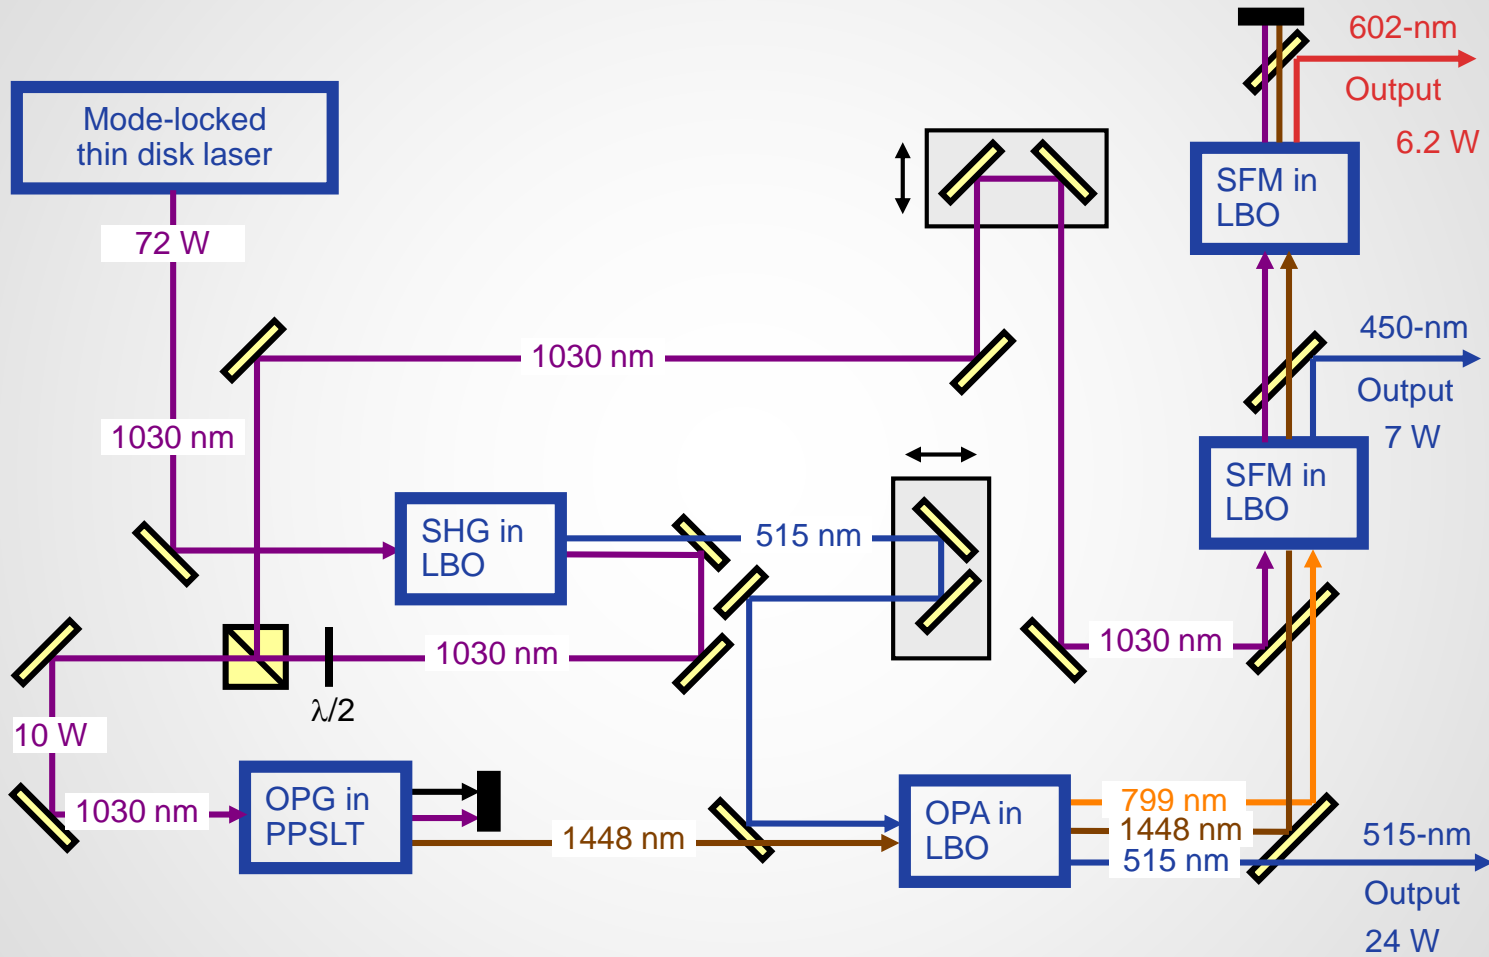 602-nm
Output
6.2 W
Mode-locked
thin disk laser
SFM in
LBO
72 W
450-nm
Output
7 W
1030 nm
1030 nm
SFM in
LBO
SHG in
LBO
515 nm
1030 nm
1030 nm
λ/2
10 W
1030 nm
OPG in
PPSLT
1448 nm
OPA in
LBO
799 nm
1448 nm
515 nm
515-nm
Output
24 W